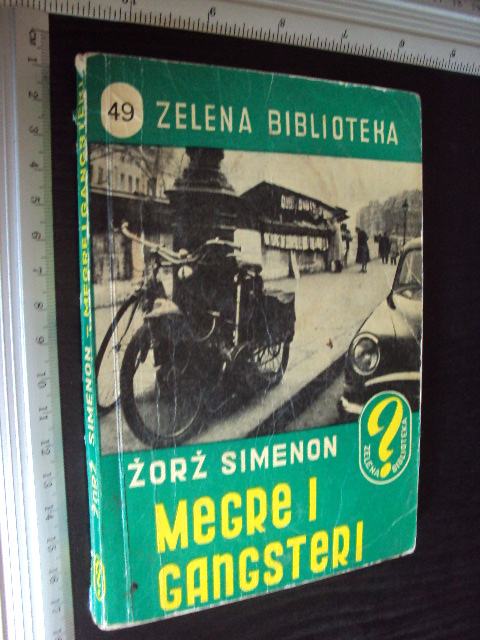 49 ZELENA BIBLIOTEKA
ŽORŽ SIMENON
MEGRE I
GANGSTERI
?
ZELENA BIBLIOTEKA
ŽORŽ SIMENON – MEGRE I GANGSTERI
?